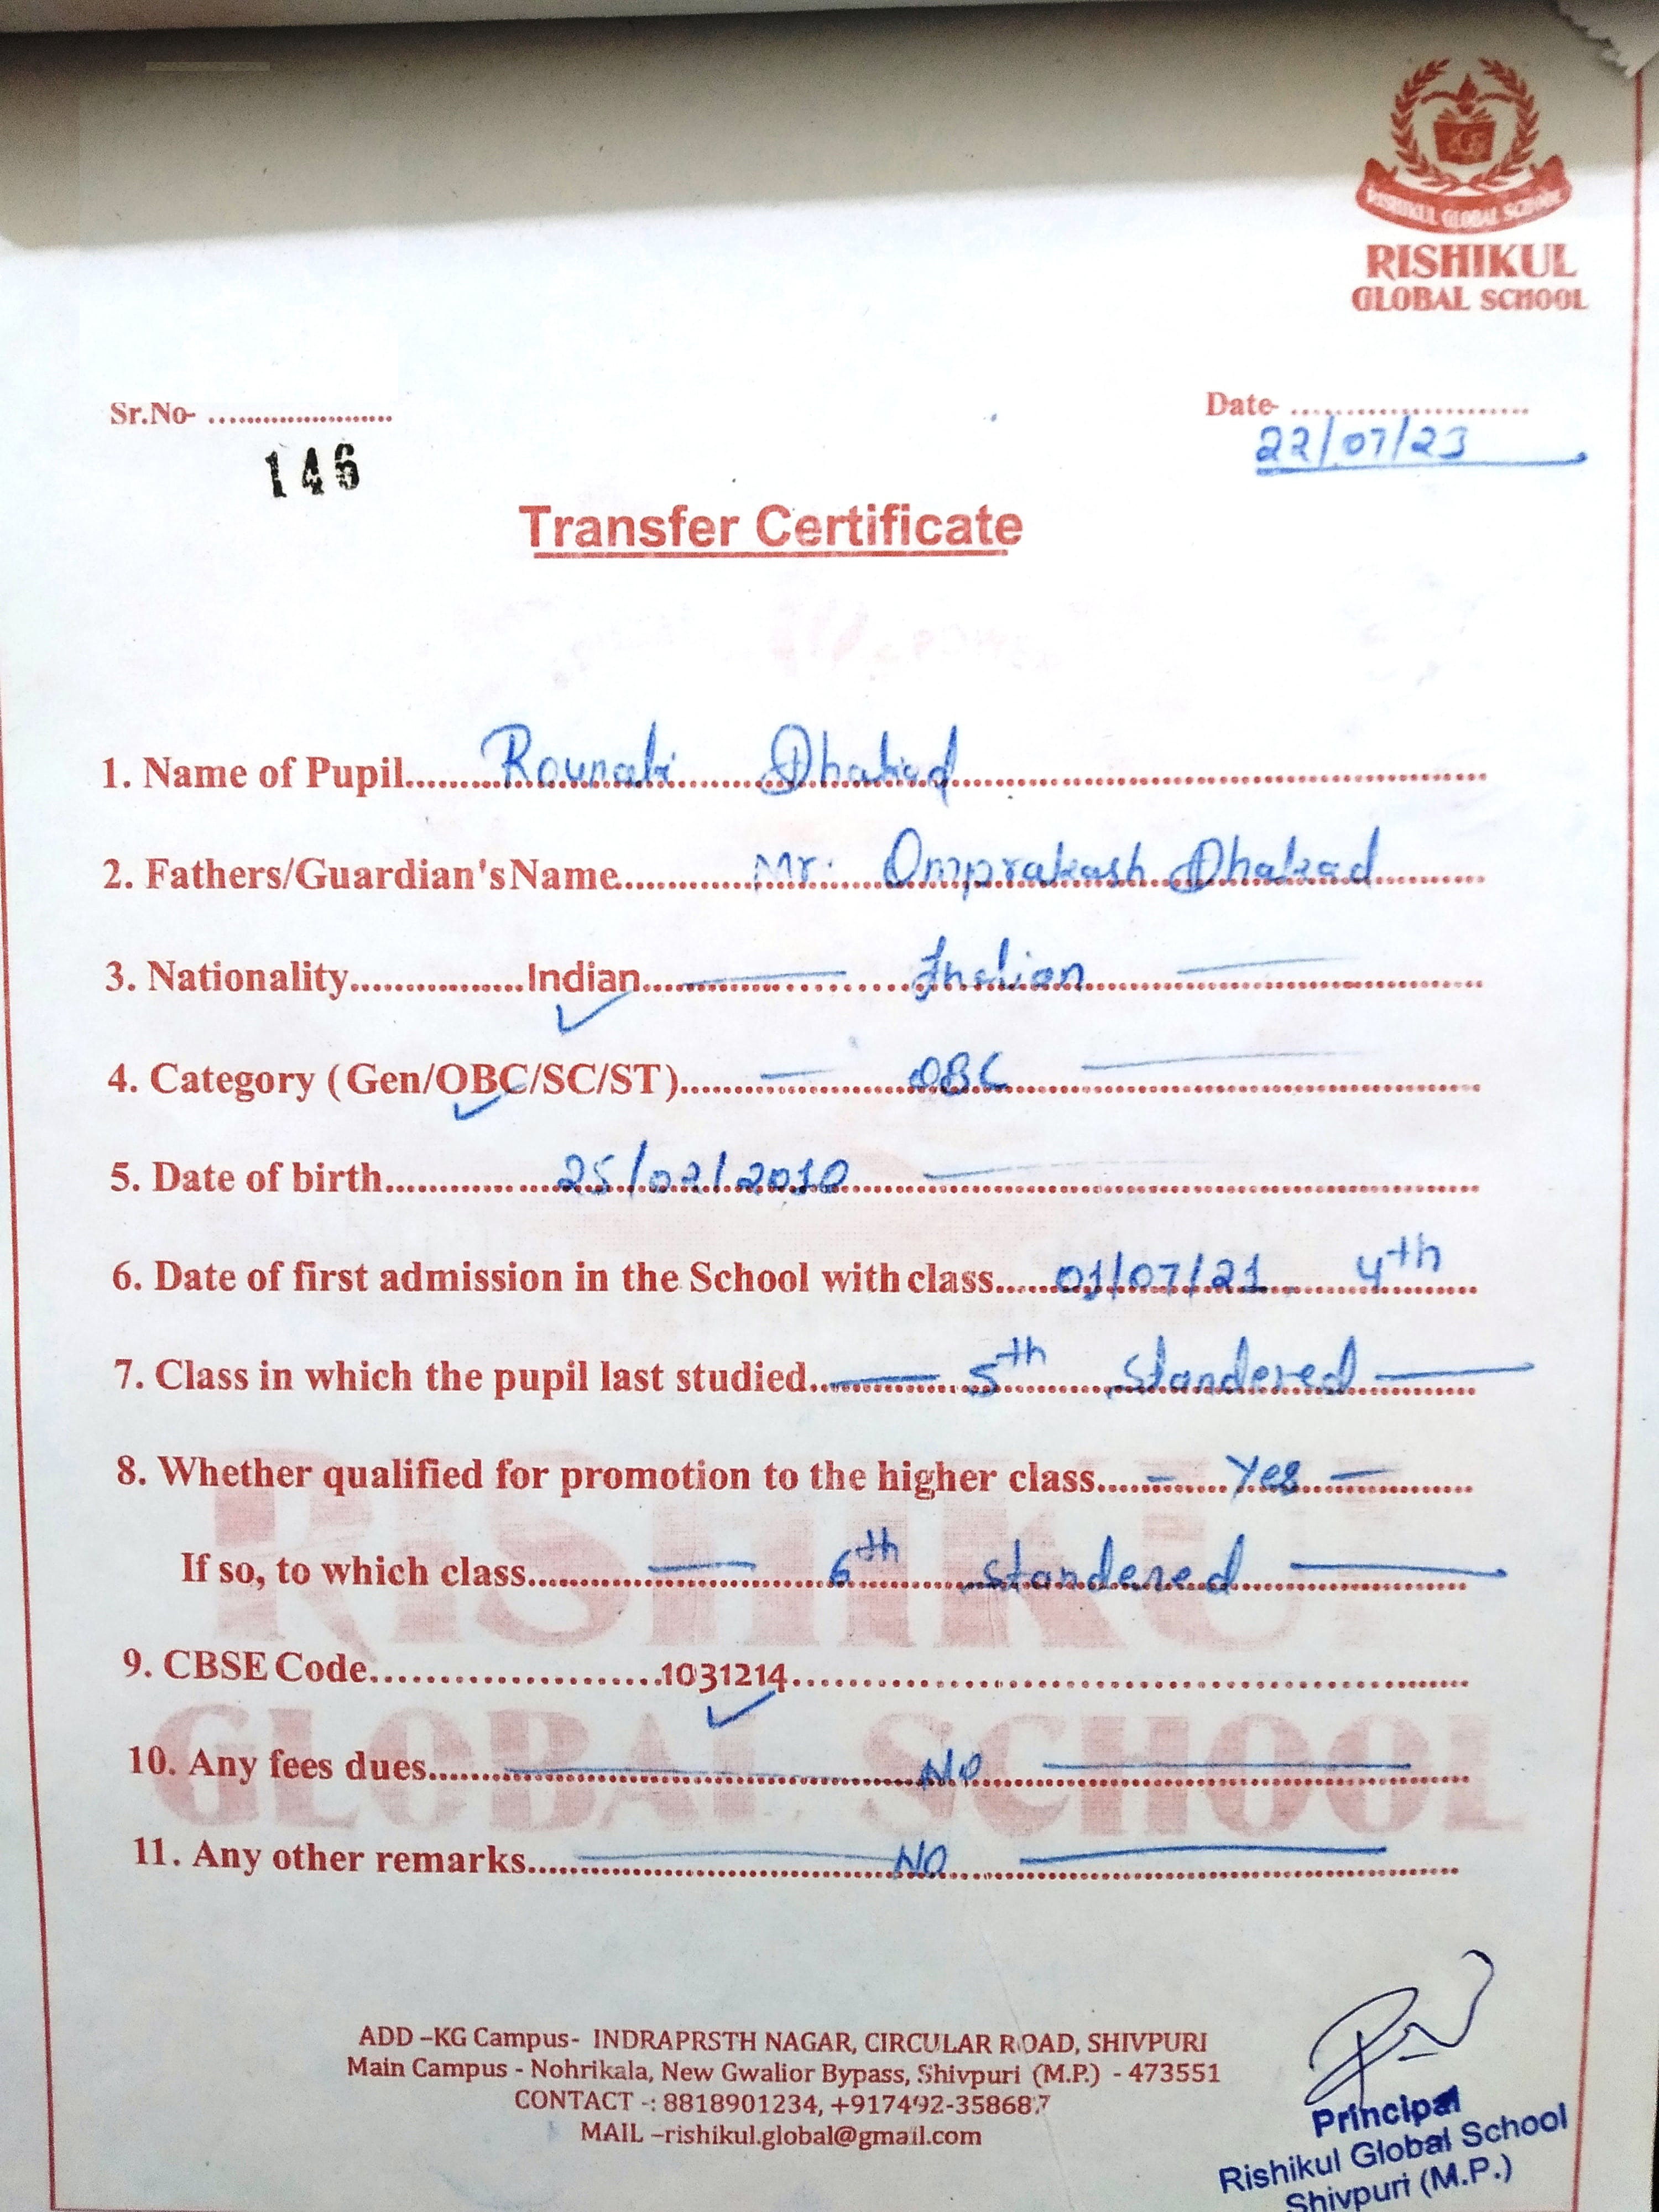 RISHIKUL GLOBAL SCHOOL
RISHIKUL
GLOBAL SCHOOL
Sr.No- ......................
Date- ........................
146
22/07/23
Transfer Certificate
1. Name of Pupil........Rounak Dhakad
2. Fathers/Guardian's Name........Mr. Omprakash Dhakad
3. Nationality.................Indian........Indian
4. Category (Gen/OBC/SC/ST)........OBC
5. Date of birth........25/02/2010
6. Date of first admission in the School with class.....01/07/21 4th
7. Class in which the pupil last studied........5th Standered
8. Whether qualified for promotion to the higher class........Yes
If so, to which class........6th standered
9. CBSE Code........1031214........
10. Any fees dues........NO
11. Any other remarks........NO
RISHIKUL
GLOBAL SCHOOL
ADD –KG Campus- INDRAPRSTH NAGAR, CIRCULAR ROAD, SHIVPURI
Main Campus - Nohrikala, New Gwalior Bypass, Shivpuri (M.P.) - 473551
CONTACT -: 8818901234, +917492-358687
MAIL –rishikul.global@gmail.com
Principal
Rishikul Global School
Shivpuri (M.P.)